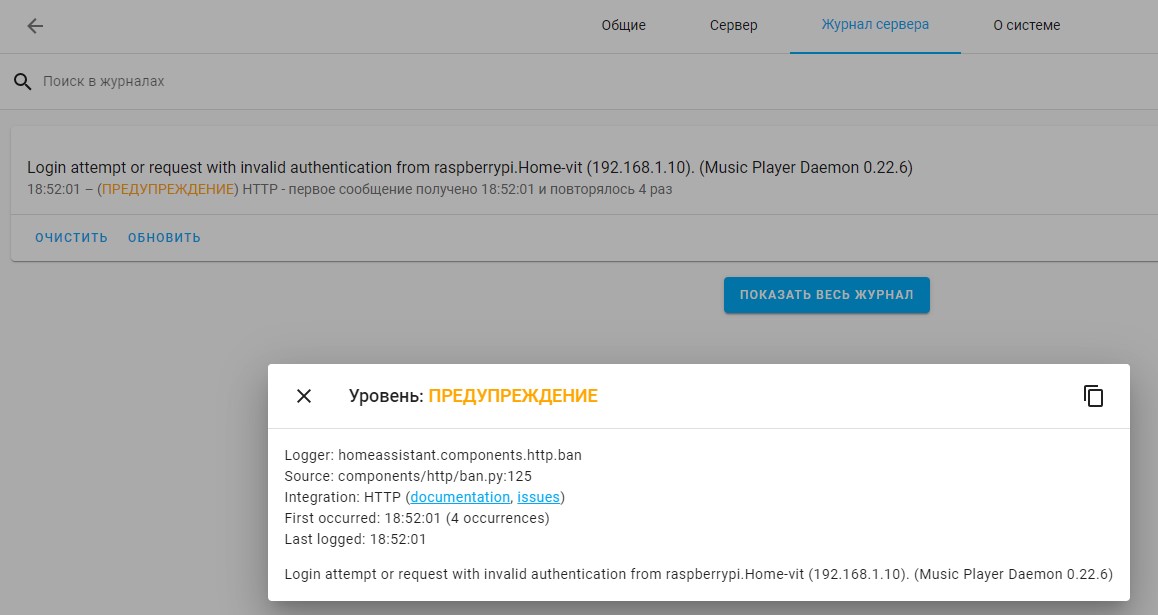 Общие Сервер Журнал сервера О системе
Поиск в журналах
Login attempt or request with invalid authentication from raspberrypi.Home-vit (192.168.1.10). (Music Player Daemon 0.22.6)
18:52:01 – (ПРЕДУПРЕЖДЕНИЕ) HTTP - первое сообщение получено 18:52:01 и повторялось 4 раз
ОЧИСТИТЬ ОБНОВИТЬ
ПОКАЗАТЬ ВЕСЬ ЖУРНАЛ
Уровень: ПРЕДУПРЕЖДЕНИЕ
Logger: homeassistant.components.http.ban
Source: components/http/ban.py:125
Integration: HTTP (documentation, issues)
First occurred: 18:52:01 (4 occurrences)
Last logged: 18:52:01
Login attempt or request with invalid authentication from raspberrypi.Home-vit (192.168.1.10). (Music Player Daemon 0.22.6)